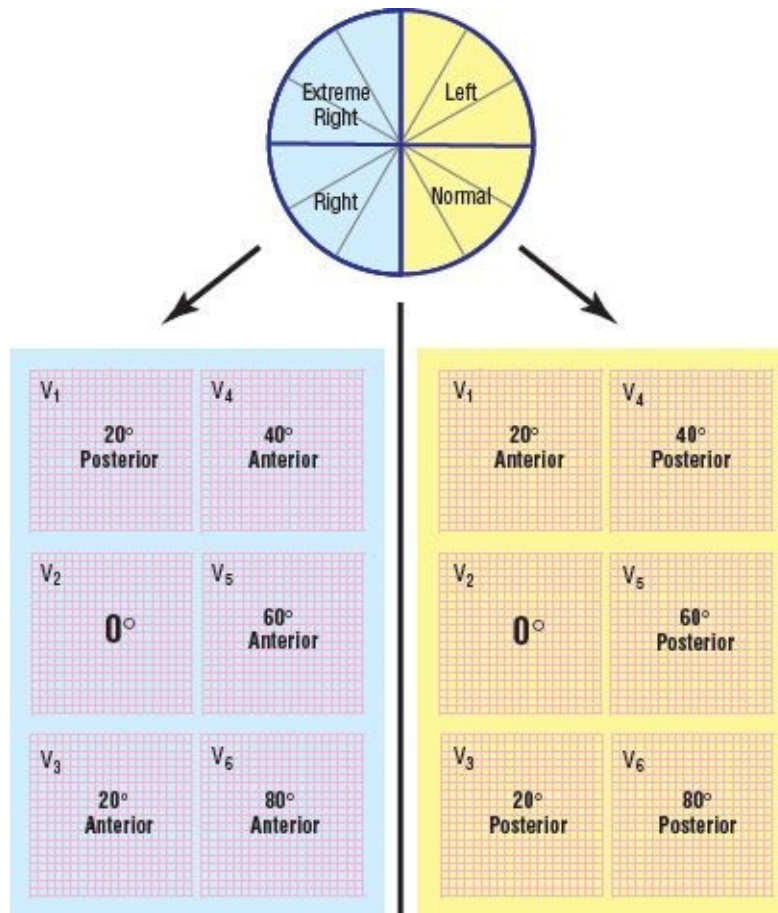 Extreme
Right
Left
Right
Normal
V₁
20°
Posterior
V₄
40°
Anterior
V₂
0°
V₅
60°
Anterior
V₃
20°
Anterior
V₆
80°
Anterior
V₁
20°
Anterior
V₄
40°
Posterior
V₂
0°
V₅
60°
Posterior
V₃
20°
Posterior
V₆
80°
Posterior